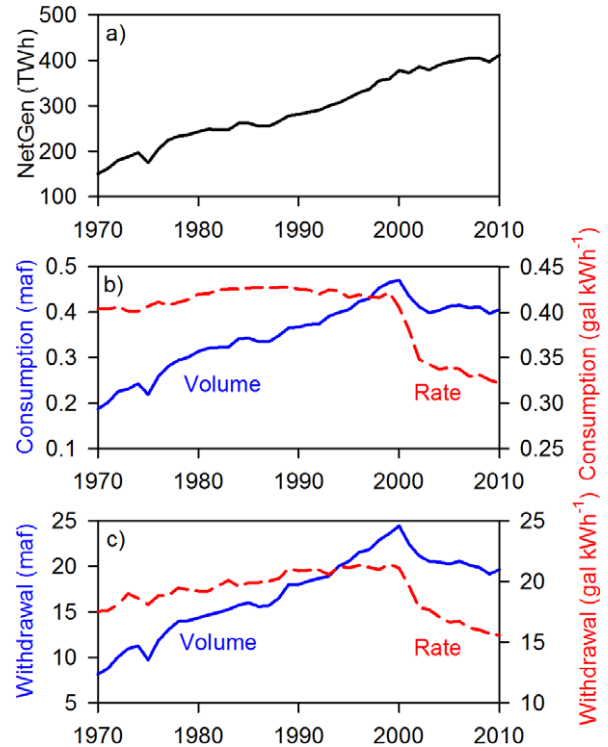 a)
NetGen (TWh)
500
400
300
200
100
1970 1980 1990 2000 2010
b)
Consumption (maf)
0.5
0.4
0.3
0.2
0.1
Volume
Rate
0.45
0.40
0.35
0.30
0.25
Consumption (gal kWh⁻¹)
1970 1980 1990 2000 2010
c)
Withdrawal (maf)
25
20
15
10
5
Volume
Rate
25
20
15
10
Withdrawal (gal kWh⁻¹)
1970 1980 1990 2000 2010